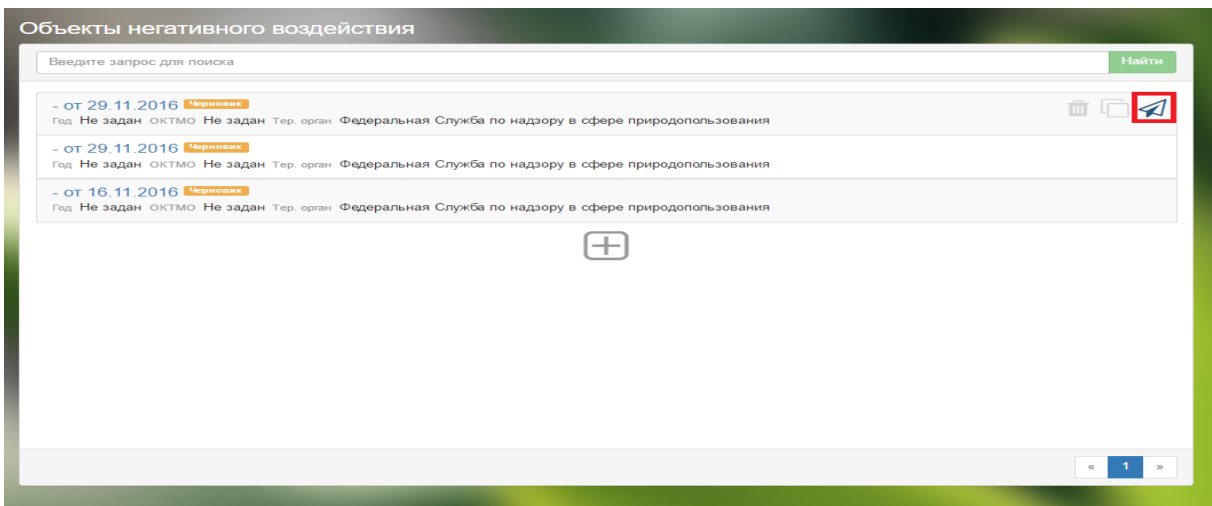 Объекты негативного воздействия
Введите запрос для поиска Найти
- от 29.11.2016 Черновик
Год Не задан ОКТМО Не задан Тер. орган Федеральная Служба по надзору в сфере природопользования
- от 29.11.2016 Черновик
Год Не задан ОКТМО Не задан Тер. орган Федеральная Служба по надзору в сфере природопользования
- от 16.11.2016 Черновик
Год Не задан ОКТМО Не задан Тер. орган Федеральная Служба по надзору в сфере природопользования
« 1 »